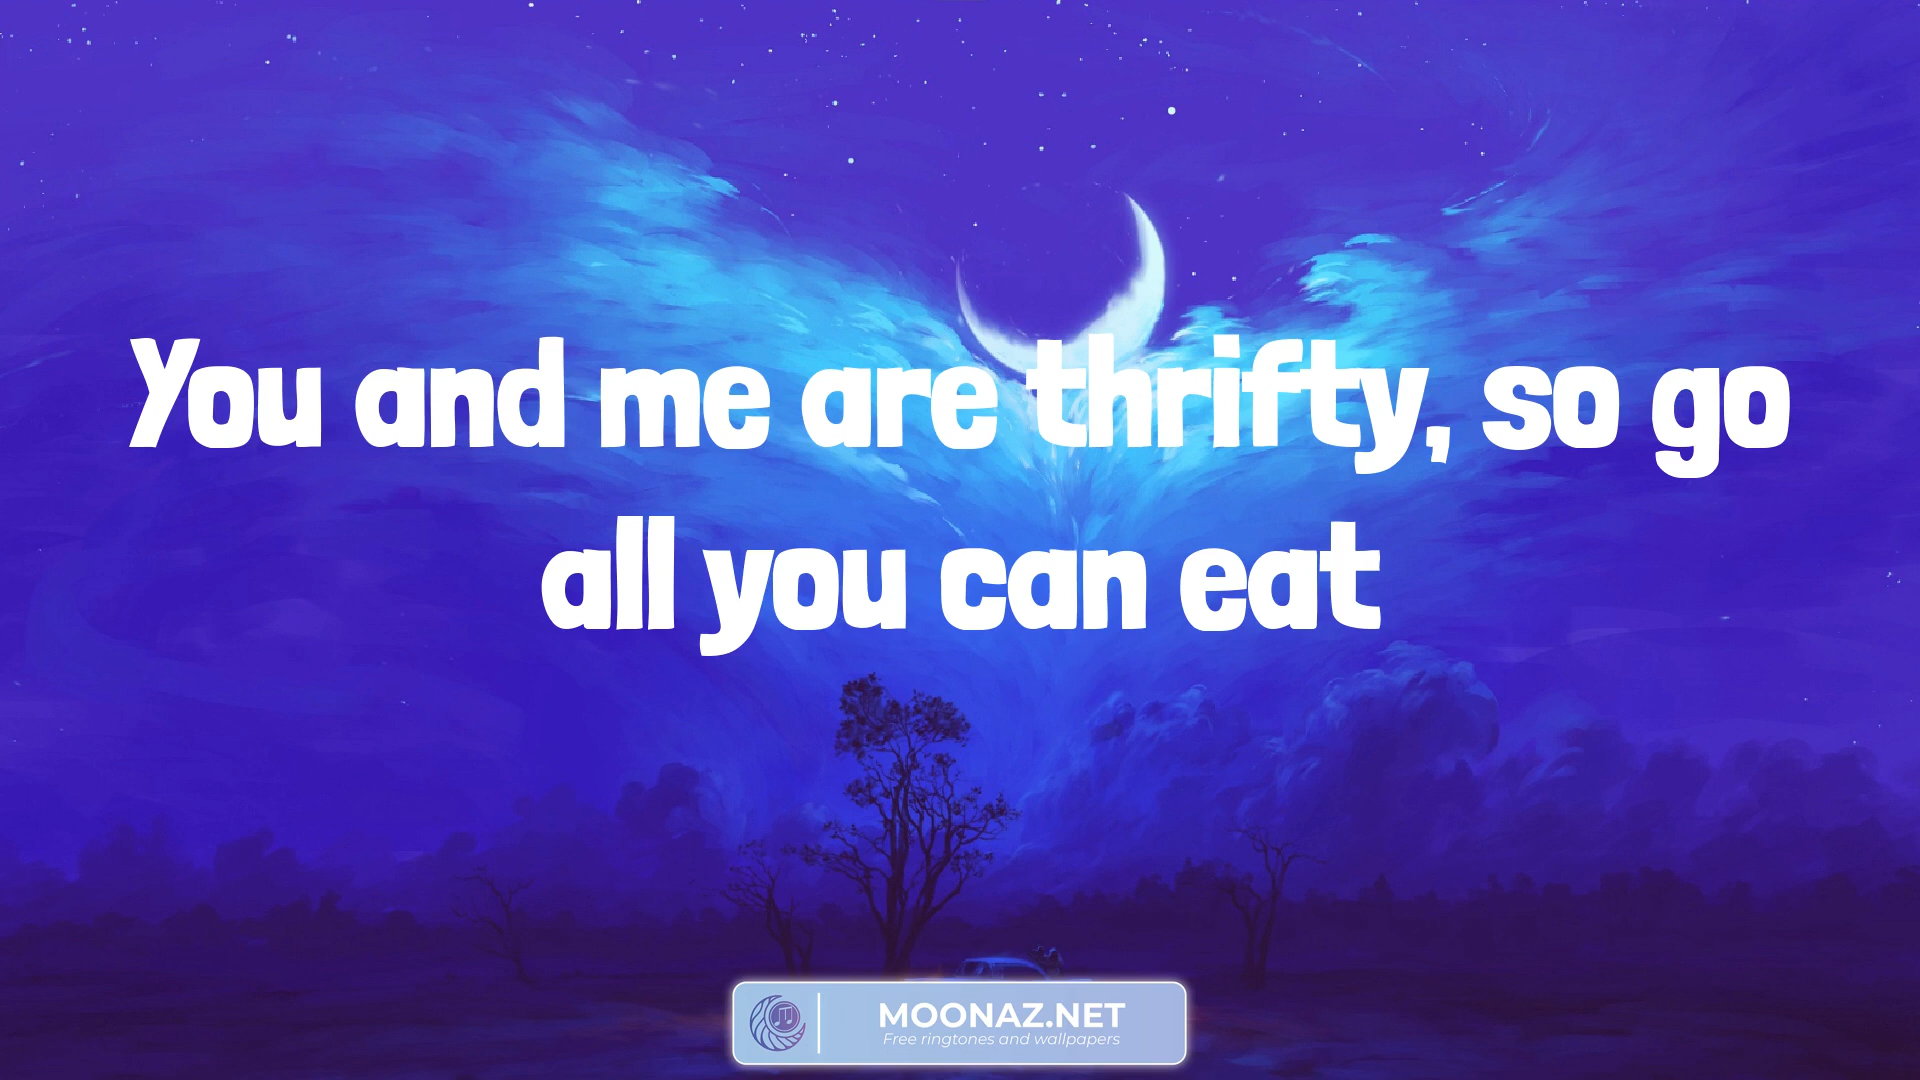 You and me are thrifty, so go
all you can eat
MOONAZ.NET
Free ringtones and wallpapers